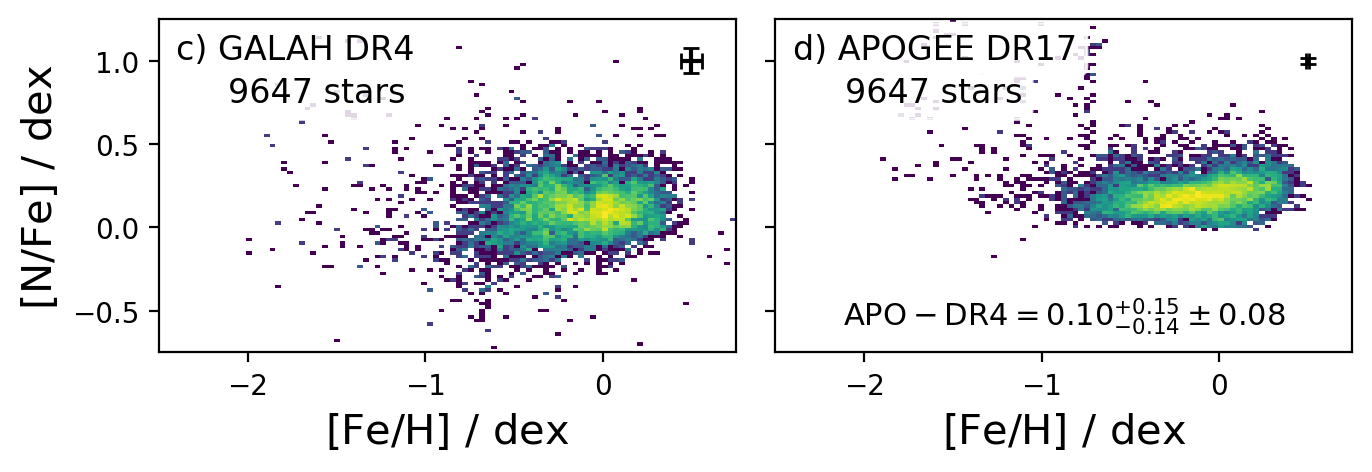 c) GALAH DR4
9647 stars
1.0
0.5
0.0
−0.5
[N/Fe] / dex
−2
−1
0
[Fe/H] / dex
d) APOGEE DR17
9647 stars
APO − DR4 = 0.10^{+0.15}_{−0.14} ± 0.08
−2
−1
0
[Fe/H] / dex